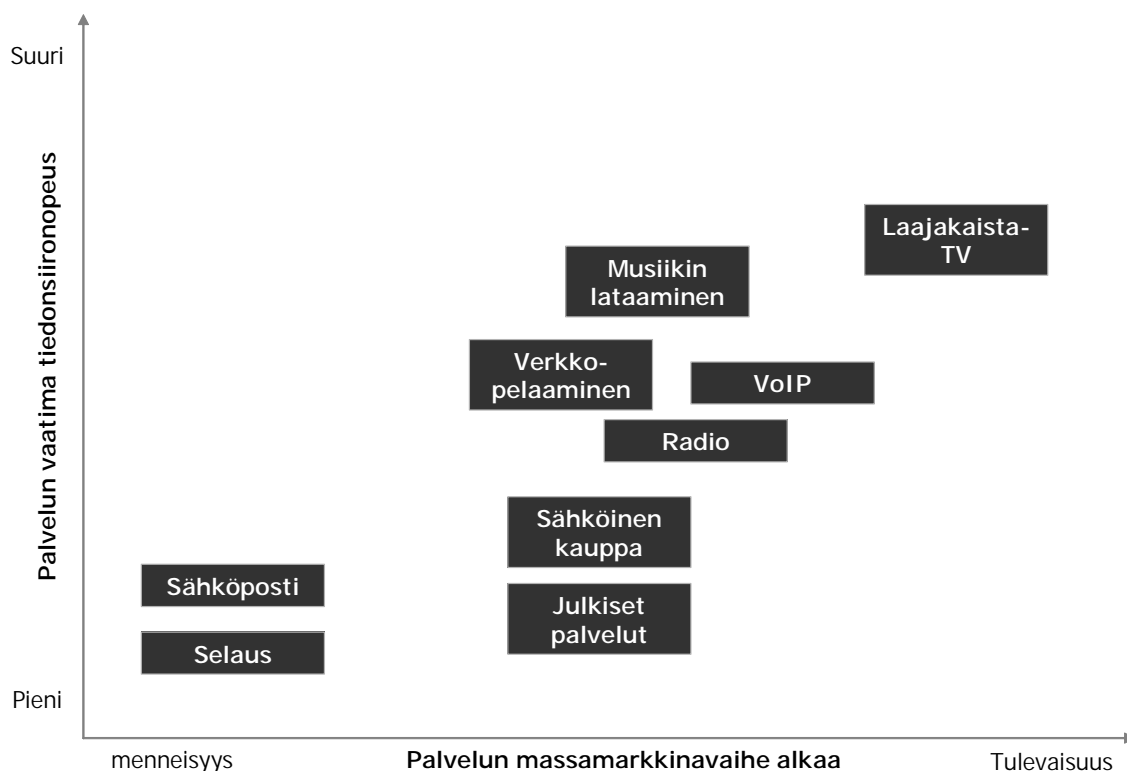 Suuri
Palvelun vaatima tiedonsiironopeus
Laajakaista-
TV
Musiikin
lataaminen
Verkko-
pelaaminen
VoIP
Radio
Sähköinen
kauppa
Sähköposti
Julkiset
palvelut
Selaus
Pieni
menneisyys
Palvelun massamarkkinavaihe alkaa
Tulevaisuus